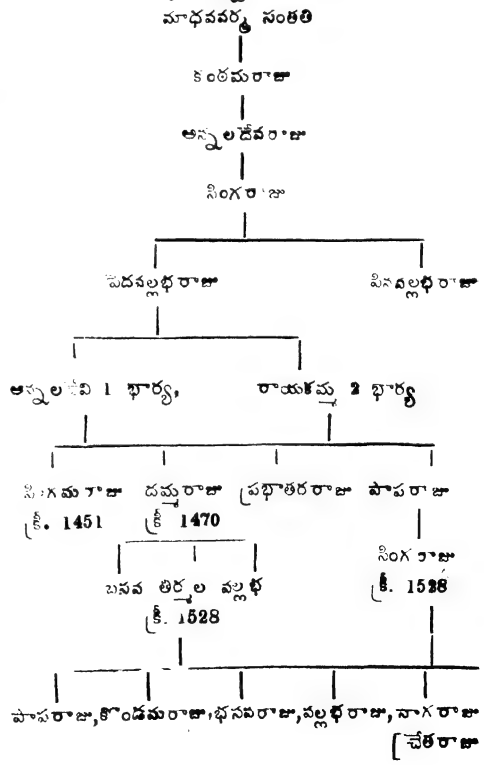 మాధవవర్మ సంతతి
కంఠమరాజు
అన్నలదేవరాజు
సింగరాజు
పెదవల్లభరాజు పినవల్లభరాజు
అన్నలదేవి 1 భార్య, రాయకమ్మ 2 భార్య
సింగమరాజు దమ్మరాజు ప్రభాతరరాజు పాపరాజు
క్రీ. 1451 క్రీ 1470
సింగరాజు
బసవ తిర్మల వల్లభ క్రీ. 1528
క్రీ. 1528
పాపరాజు, కొండమరాజు, భసవరాజు, వల్లభరాజు, నాగరాజు
[చేతరాజు